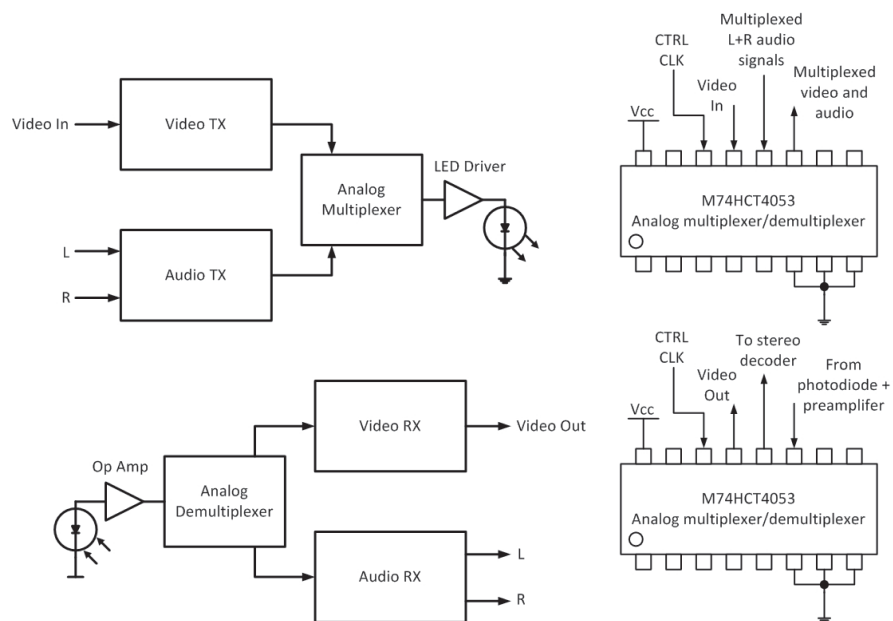 Video In
Video TX
L
R
Audio TX
Analog
Multiplexer
LED Driver
CTRL
CLK
Multiplexed
L+R audio
signals
Video
In
Multiplexed
video and
audio
Vcc
M74HCT4053
Analog multiplexer/demultiplexer
Op Amp
Analog
Demultiplexer
Video RX
Video Out
Audio RX
L
R
CTRL
CLK
To stereo
decoder
Video
Out
From
photodiode +
preamplifer
Vcc
M74HCT4053
Analog multiplexer/demultiplexer